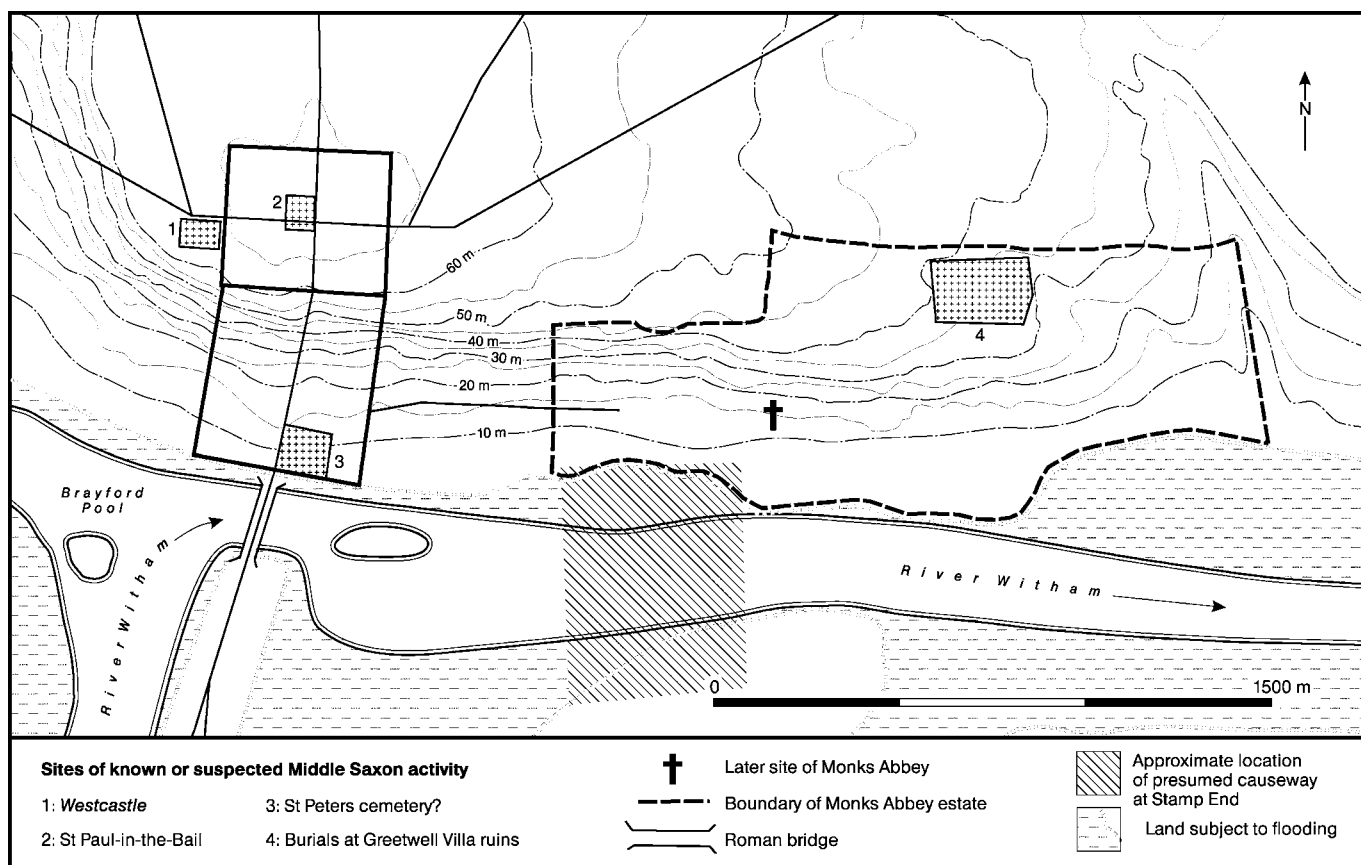 N
2
1
60 m
50 m
40 m
30 m
20 m
10 m
4
3
Brayford
Pool
River Witham
River Witham
0
1500 m
Sites of known or suspected Middle Saxon activity
1: Westcastle
2: St Paul-in-the-Bail
3: St Peters cemetery?
4: Burials at Greetwell Villa ruins
Later site of Monks Abbey
Boundary of Monks Abbey estate
Roman bridge
Approximate location
of presumed causeway
at Stamp End
Land subject to flooding